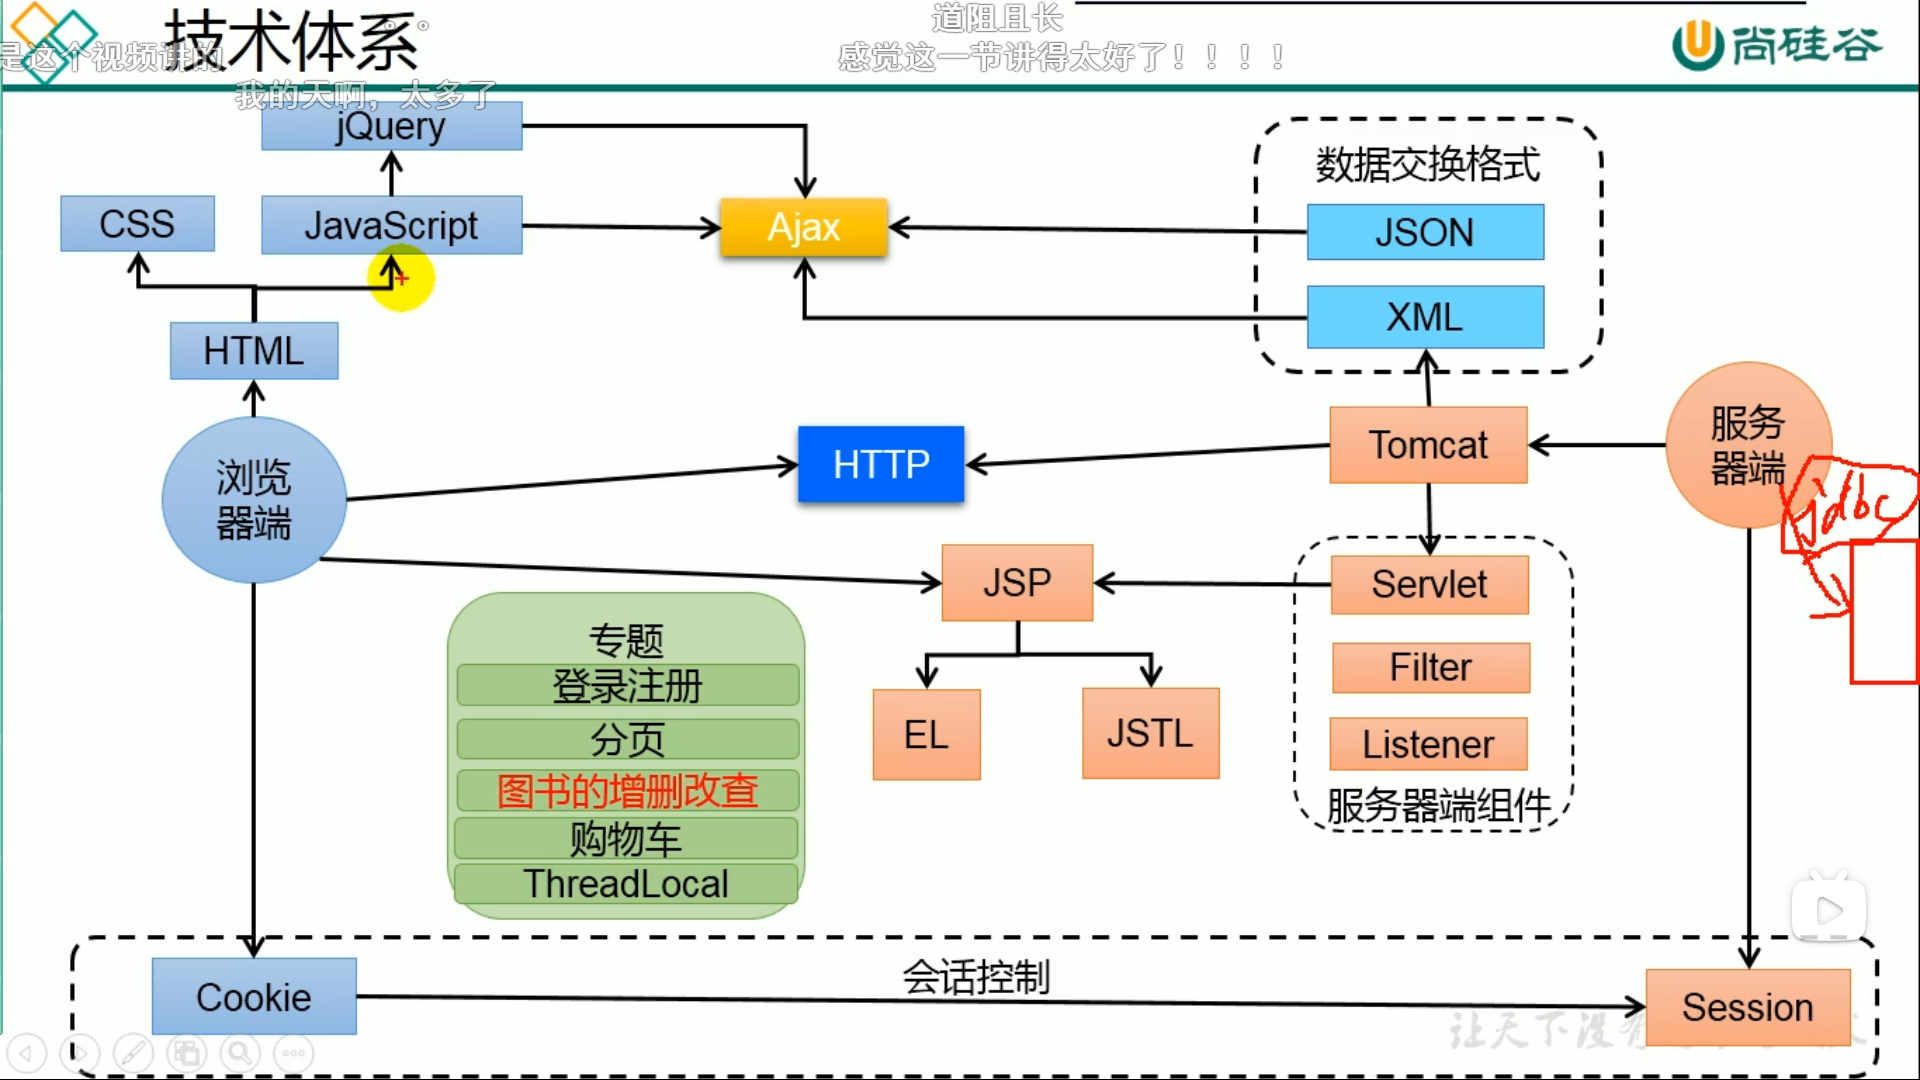 道阻且长
技术体系
是这个视频讲的
感觉这一节讲得太好了！！！！
尚硅谷
我的天啊，太多了
jQuery
数据交换格式
CSS
JavaScript
Ajax
JSON
XML
HTML
浏览
器端
HTTP
Tomcat
服务
器端
jdbc
JSP
Servlet
Filter
Listener
服务器端组件
EL
JSTL
专题
登录注册
分页
图书的增删改查
购物车
ThreadLocal
会话控制
Cookie
Session
让天下没有